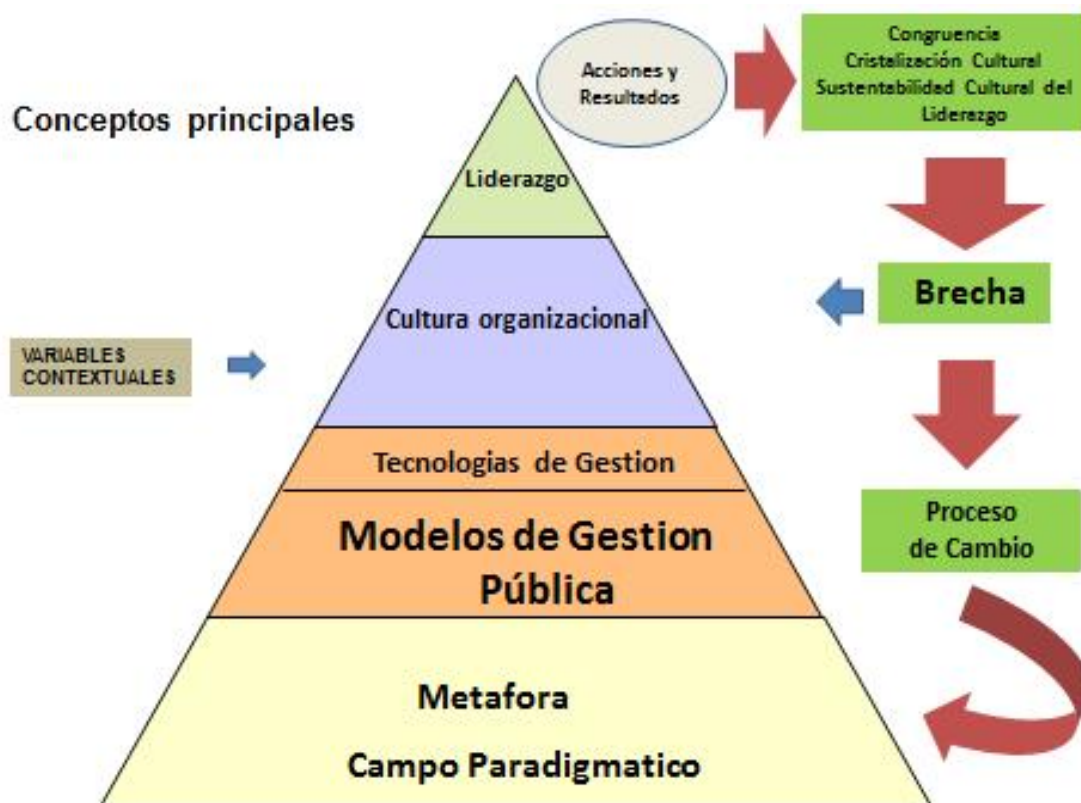 Conceptos principales
Acciones y
Resultados
Congruencia
Cristalización Cultural
Sustentabilidad Cultural del
Liderazgo
Liderazgo
Brecha
Cultura organizacional
VARIABLES
CONTEXTUALES
Tecnologias de Gestion
Modelos de Gestion
Pública
Proceso
de Cambio
Metafora
Campo Paradigmatico